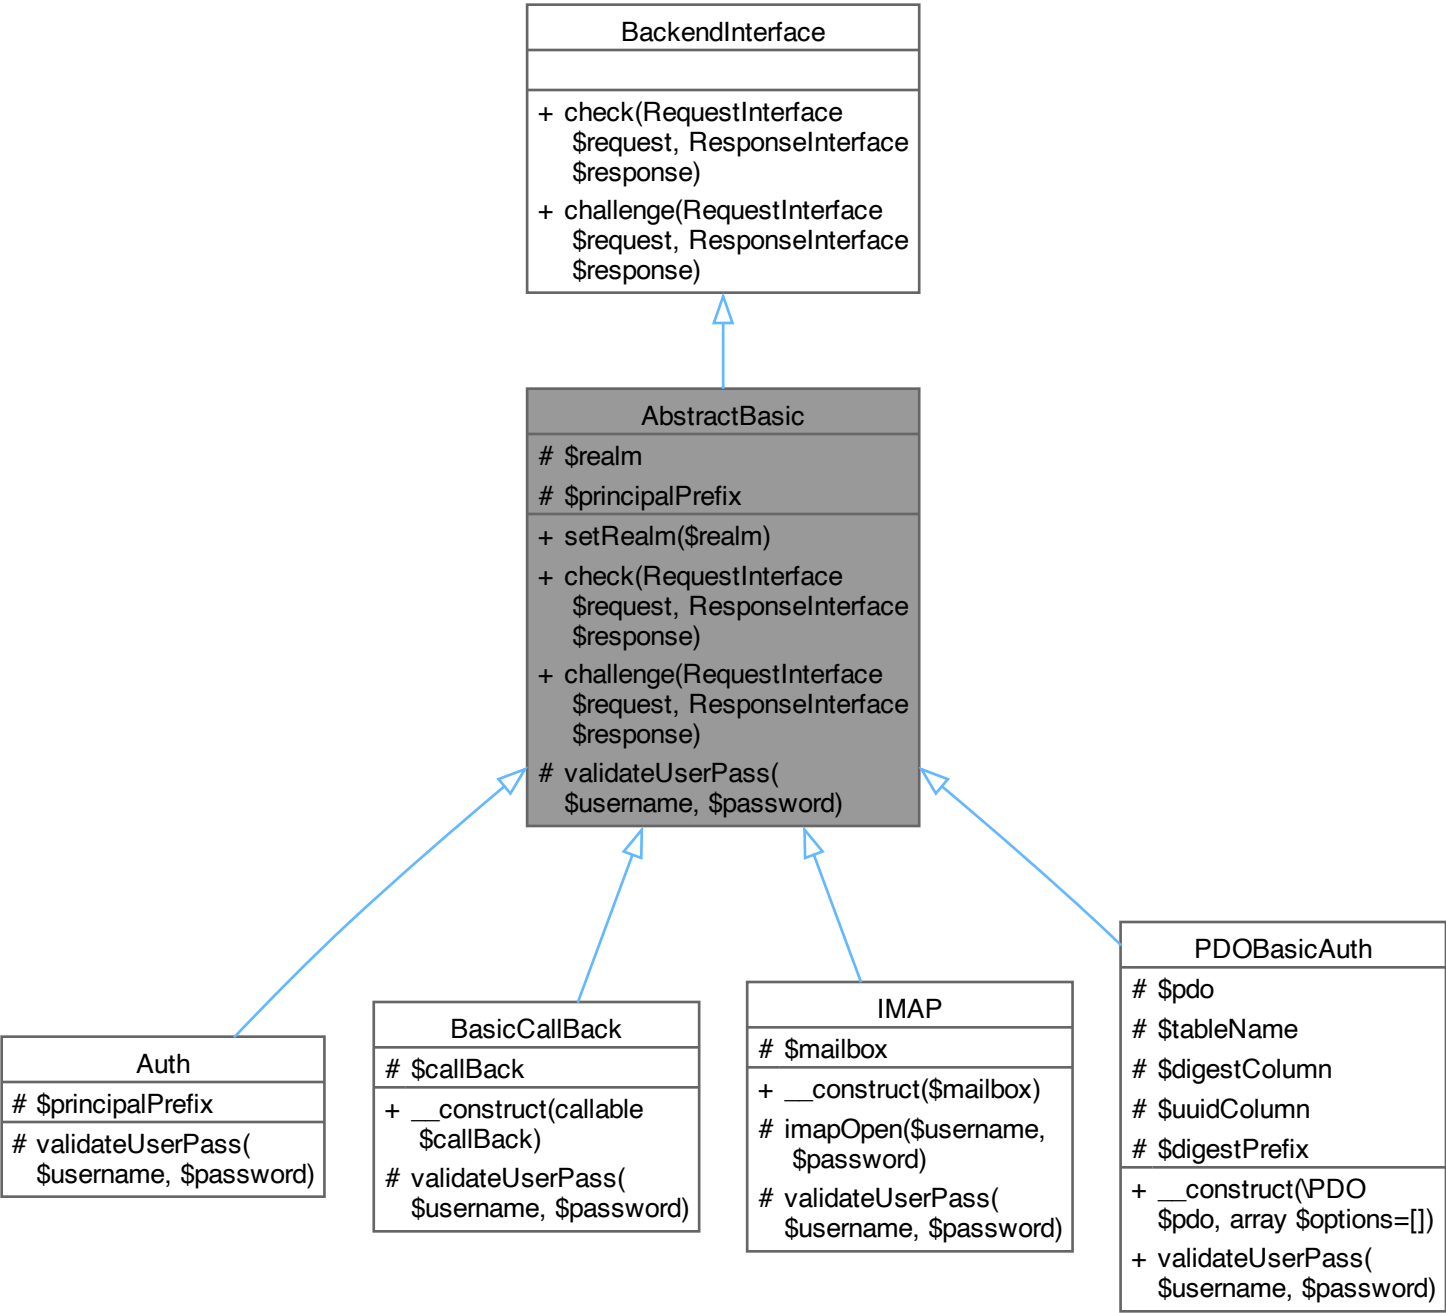 BackendInterface
+ check(RequestInterface
$request, ResponseInterface
$response)
+ challenge(RequestInterface
$request, ResponseInterface
$response)
AbstractBasic
# $realm
# $principalPrefix
+ setRealm($realm)
+ check(RequestInterface
$request, ResponseInterface
$response)
+ challenge(RequestInterface
$request, ResponseInterface
$response)
# validateUserPass(
$username, $password)
Auth
# $principalPrefix
# validateUserPass(
$username, $password)
BasicCallBack
# $callBack
+ __construct(callable
$callBack)
# validateUserPass(
$username, $password)
IMAP
# $mailbox
+ __construct($mailbox)
# imapOpen($username,
$password)
# validateUserPass(
$username, $password)
PDOBasicAuth
# $pdo
# $tableName
# $digestColumn
# $uuidColumn
# $digestPrefix
+ __construct(\PDO
$pdo, array $options=[])
+ validateUserPass(
$username, $password)